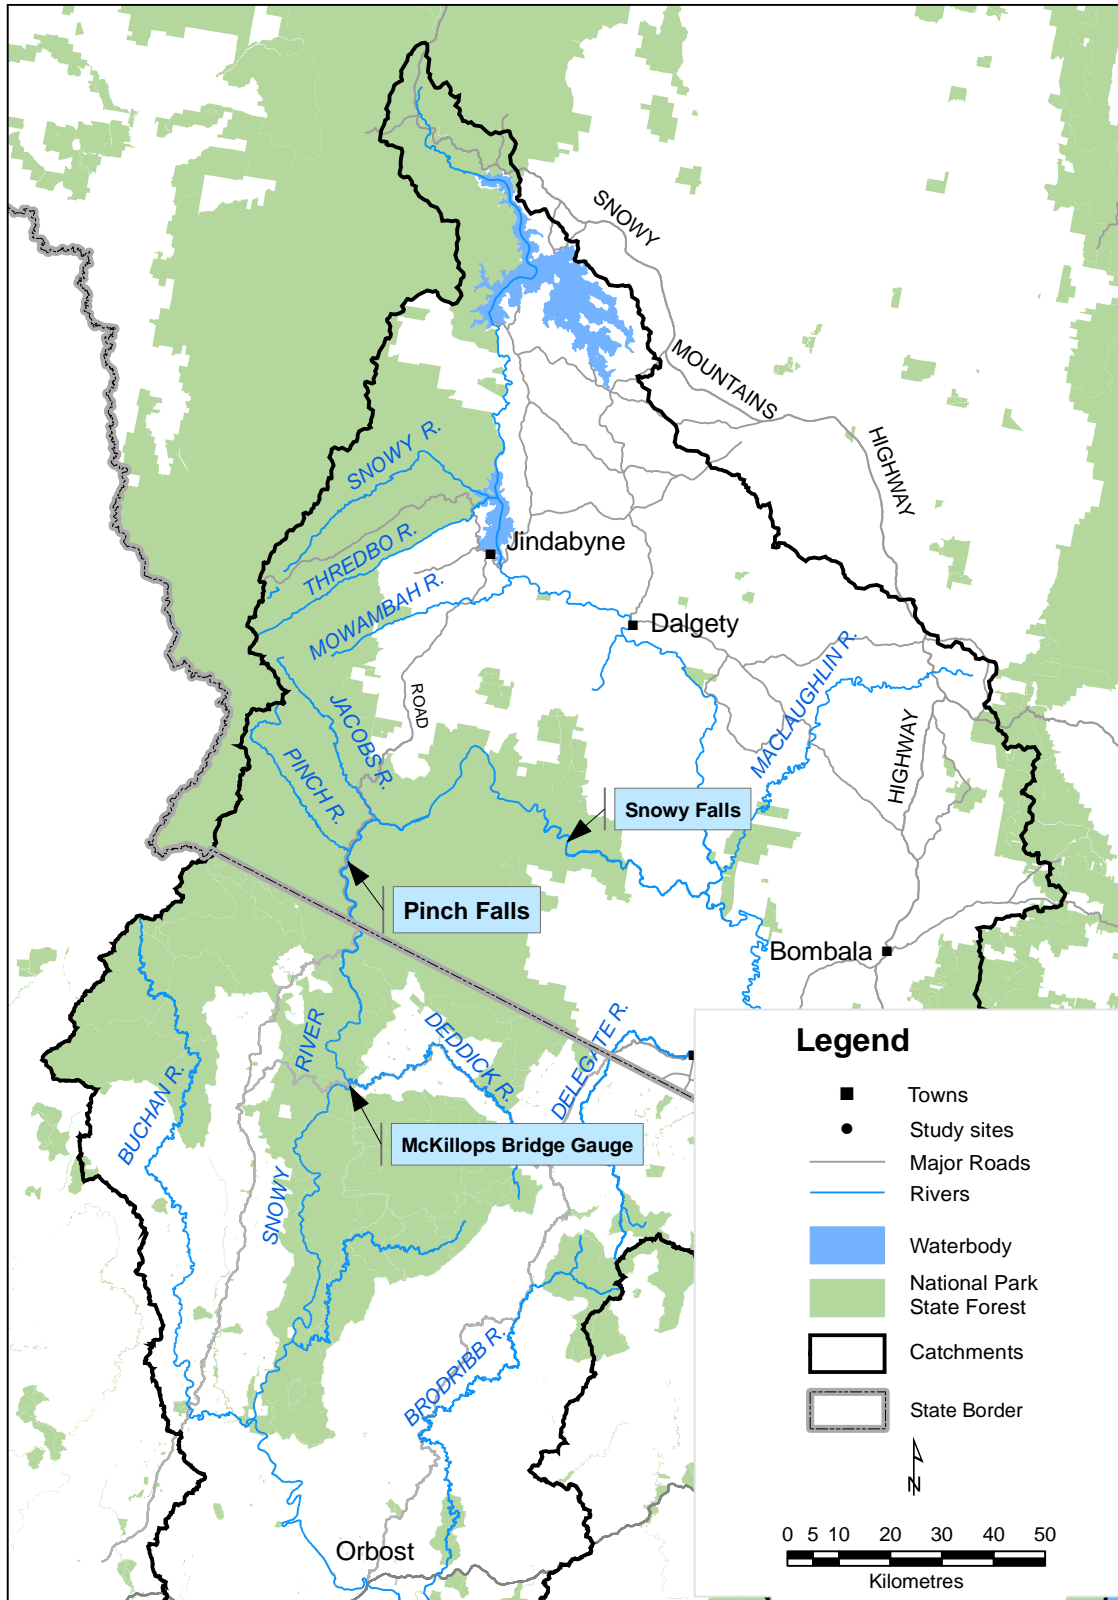 SNOWY
MOUNTAINS
HIGHWAY
SNOWY R.
THREDBO R.
Jindabyne
MOWAMBAH R.
Dalgety
MACLAUGHLIN R.
JACOBS R.
ROAD
PINCH R.
HIGHWAY
Snowy Falls
Pinch Falls
Bombala
RIVER
DEDDICK R.
DELEGATE R.
BUCHAN R.
McKillops Bridge Gauge
SNOWY
BRODRIBB R.
Orbost
Legend
Towns
Study sites
Major Roads
Rivers
Waterbody
National Park
State Forest
Catchments
State Border
N
0 5 10 20 30 40 50
Kilometres